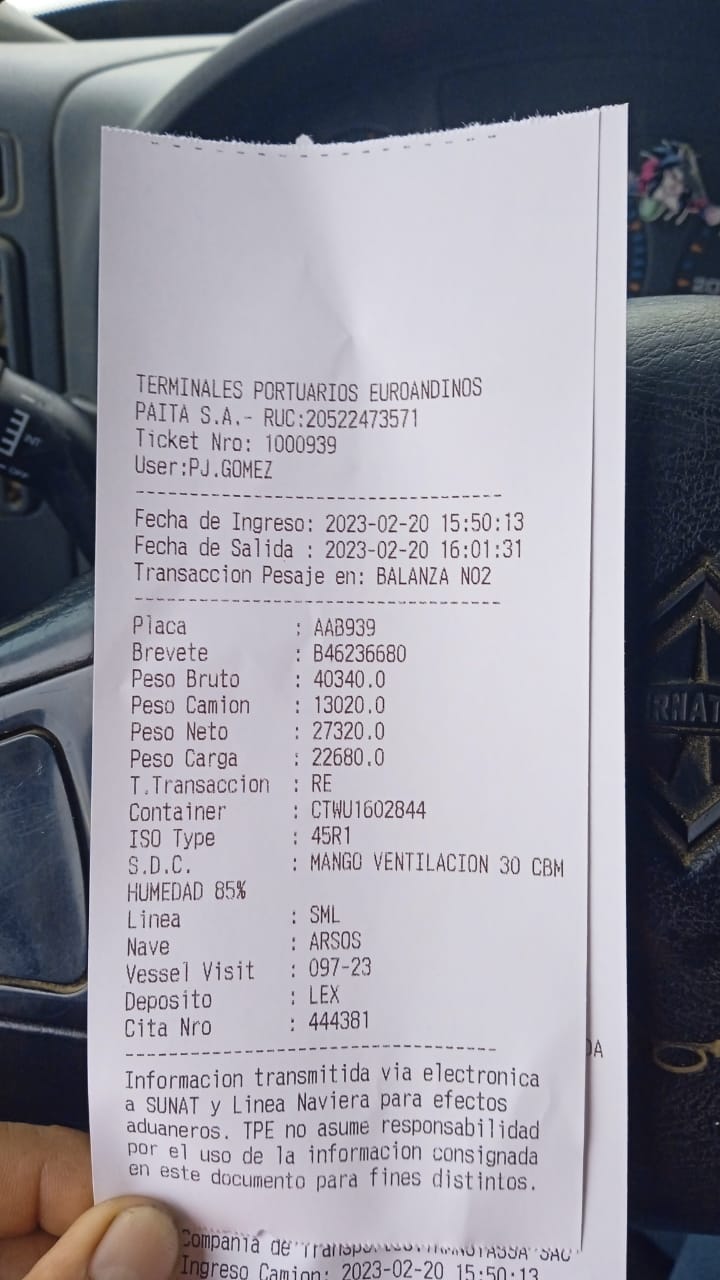 TERMINALES PORTUARIOS EUROANDINOS
PAITA S.A.- RUC:20522473571
Ticket Nro: 1000939
User:PJ.GOMEZ
Fecha de Ingreso: 2023-02-20 15:50:13
Fecha de Salida : 2023-02-20 16:01:31
Transaccion Pesaje en: BALANZA NO2
Placa : AAB939
Brevete : B46236680
Peso Bruto : 40340.0
Peso Camion : 13020.0
Peso Neto : 27320.0
Peso Carga : 22680.0
T.Transaccion : RE
Container : CTWU1602844
ISO Type : 45R1
S.D.C. : MANGO VENTILACION 30 CBM
HUMEDAD 85%
Linea : SML
Nave : ARSOS
Vessel Visit : 097-23
Deposito : LEX
Cita Nro : 444381
DA
Informacion transmitida via electronica
a SUNAT y Linea Naviera para efectos
aduaneros. TPE no asume responsabilidad
por el uso de la informacion consignada
en este documento para fines distintos.
Compania de SAC
Ingreso Camion: 2023-02-20 15:50:13
RNAT
INT
OFF